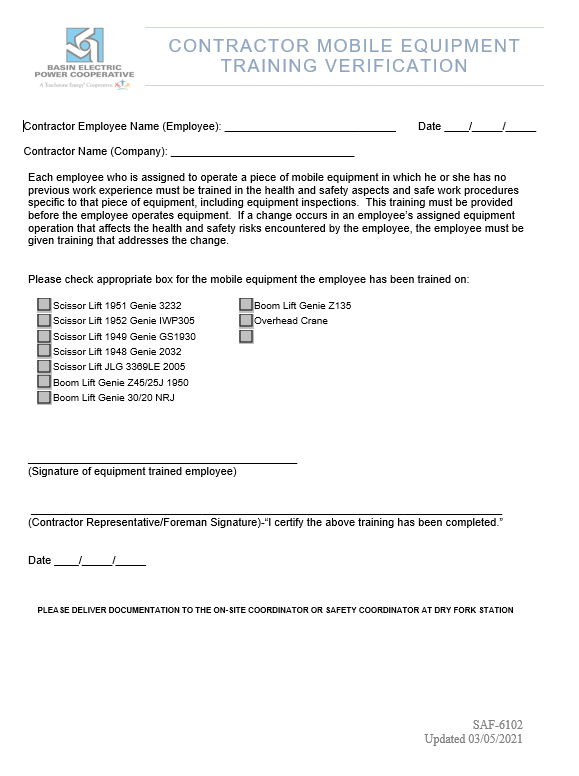 CONTRACTOR MOBILE EQUIPMENT
TRAINING VERIFICATION
BASIN ELECTRIC
POWER COOPERATIVE
A Touchstone Energy® Cooperative
Contractor Employee Name (Employee): ____________________________ Date ____/_____/_____
Contractor Name (Company): ______________________________
Each employee who is assigned to operate a piece of mobile equipment in which he or she has no
previous work experience must be trained in the health and safety aspects and safe work procedures
specific to that piece of equipment, including equipment inspections.  This training must be provided
before the employee operates equipment.  If a change occurs in an employee's assigned equipment
operation that affects the health and safety risks encountered by the employee, the employee must be
given training that addresses the change.
Please check appropriate box for the mobile equipment the employee has been trained on:
Scissor Lift 1951 Genie 3232
Scissor Lift 1952 Genie IWP305
Scissor Lift 1949 Genie GS1930
Scissor Lift 1948 Genie 2032
Scissor Lift JLG 3369LE 2005
Boom Lift Genie Z45/25J 1950
Boom Lift Genie 30/20 NRJ
Boom Lift Genie Z135
Overhead Crane
____________________________________________
(Signature of equipment trained employee)
_____________________________________________________________________________
(Contractor Representative/Foreman Signature)-“I certify the above training has been completed.”
Date ____/_____/_____
PLEASE DELIVER DOCUMENTATION TO THE ON-SITE COORDINATOR OR SAFETY COORDINATOR AT DRY FORK STATION
SAF-6102
Updated 03/05/2021